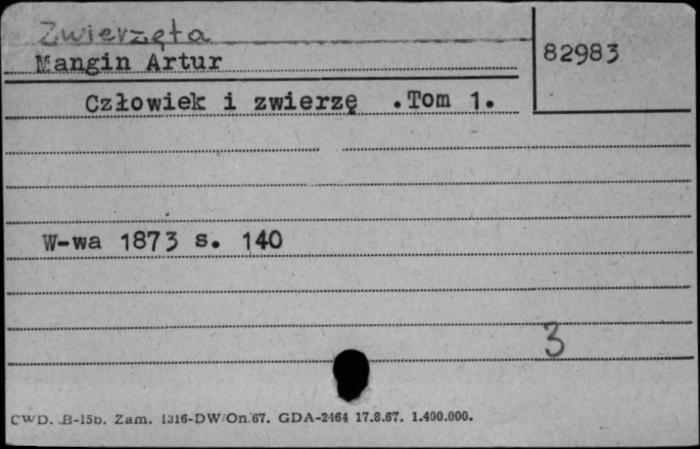 Zwierzęta
82983
Mangin Artur
Człowiek i zwierzę .Tom 1.
W-wa 1873 s. 140
3
CWD. B-15b. Zam. 1316-DW/On/67. GDA-2464 17.8.67. 1.490.000.